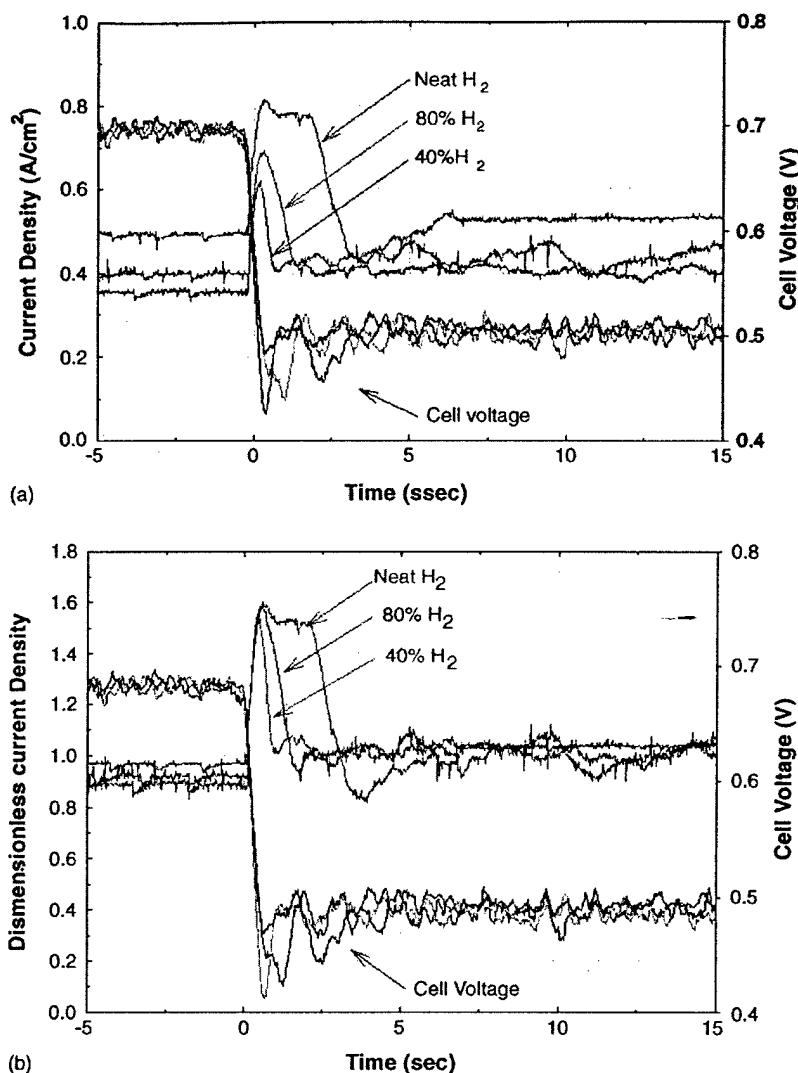 1.0
0.8
0.6
0.4
0.2
0.0
Current Density (A/cm²)
0.8
0.7
0.6
0.5
0.4
Cell Voltage (V)
Neat H₂
80% H₂
40%H ₂
Cell voltage
-5
0
5
10
15
Time (ssec)
(a)
1.8
1.6
1.4
1.2
1.0
0.8
0.6
0.4
0.2
0.0
Dismensionless current Density
0.8
0.7
0.6
0.5
0.4
Cell Voltage (V)
Neat H₂
80% H₂
40% H₂
Cell Voltage
-5
0
5
10
15
Time (sec)
(b)